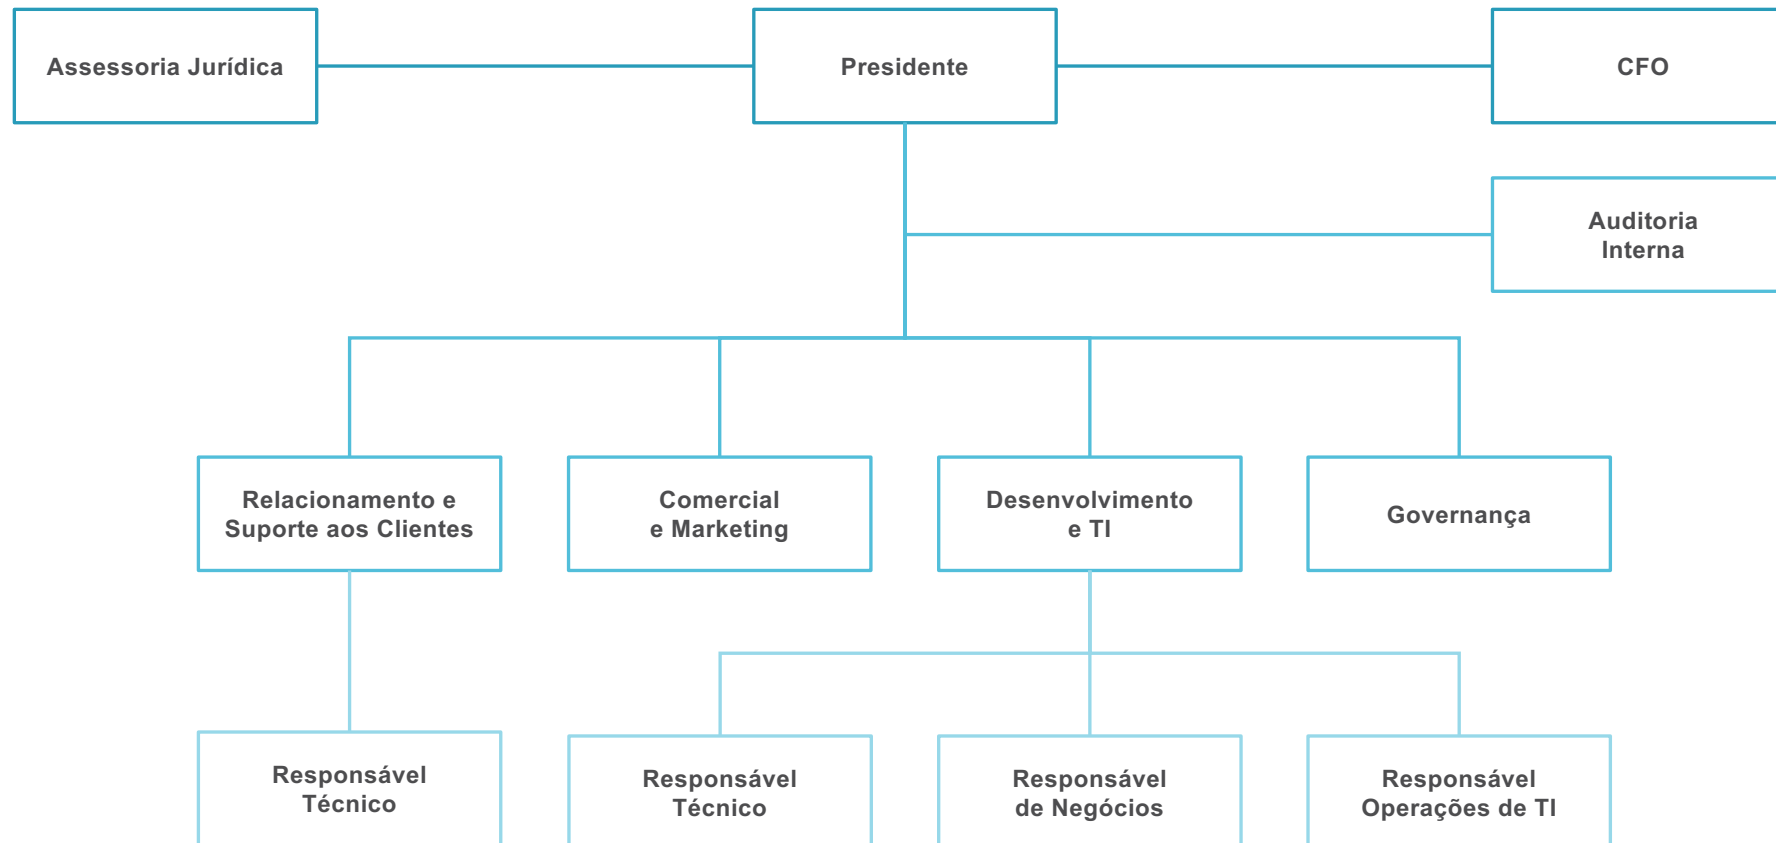 Assessoria Jurídica
Presidente
CFO
Auditoria
Interna
Relacionamento e
Suporte aos Clientes
Comercial
e Marketing
Desenvolvimento
e TI
Governança
Responsável
Técnico
Responsável
Técnico
Responsável
de Negócios
Responsável
Operações de TI